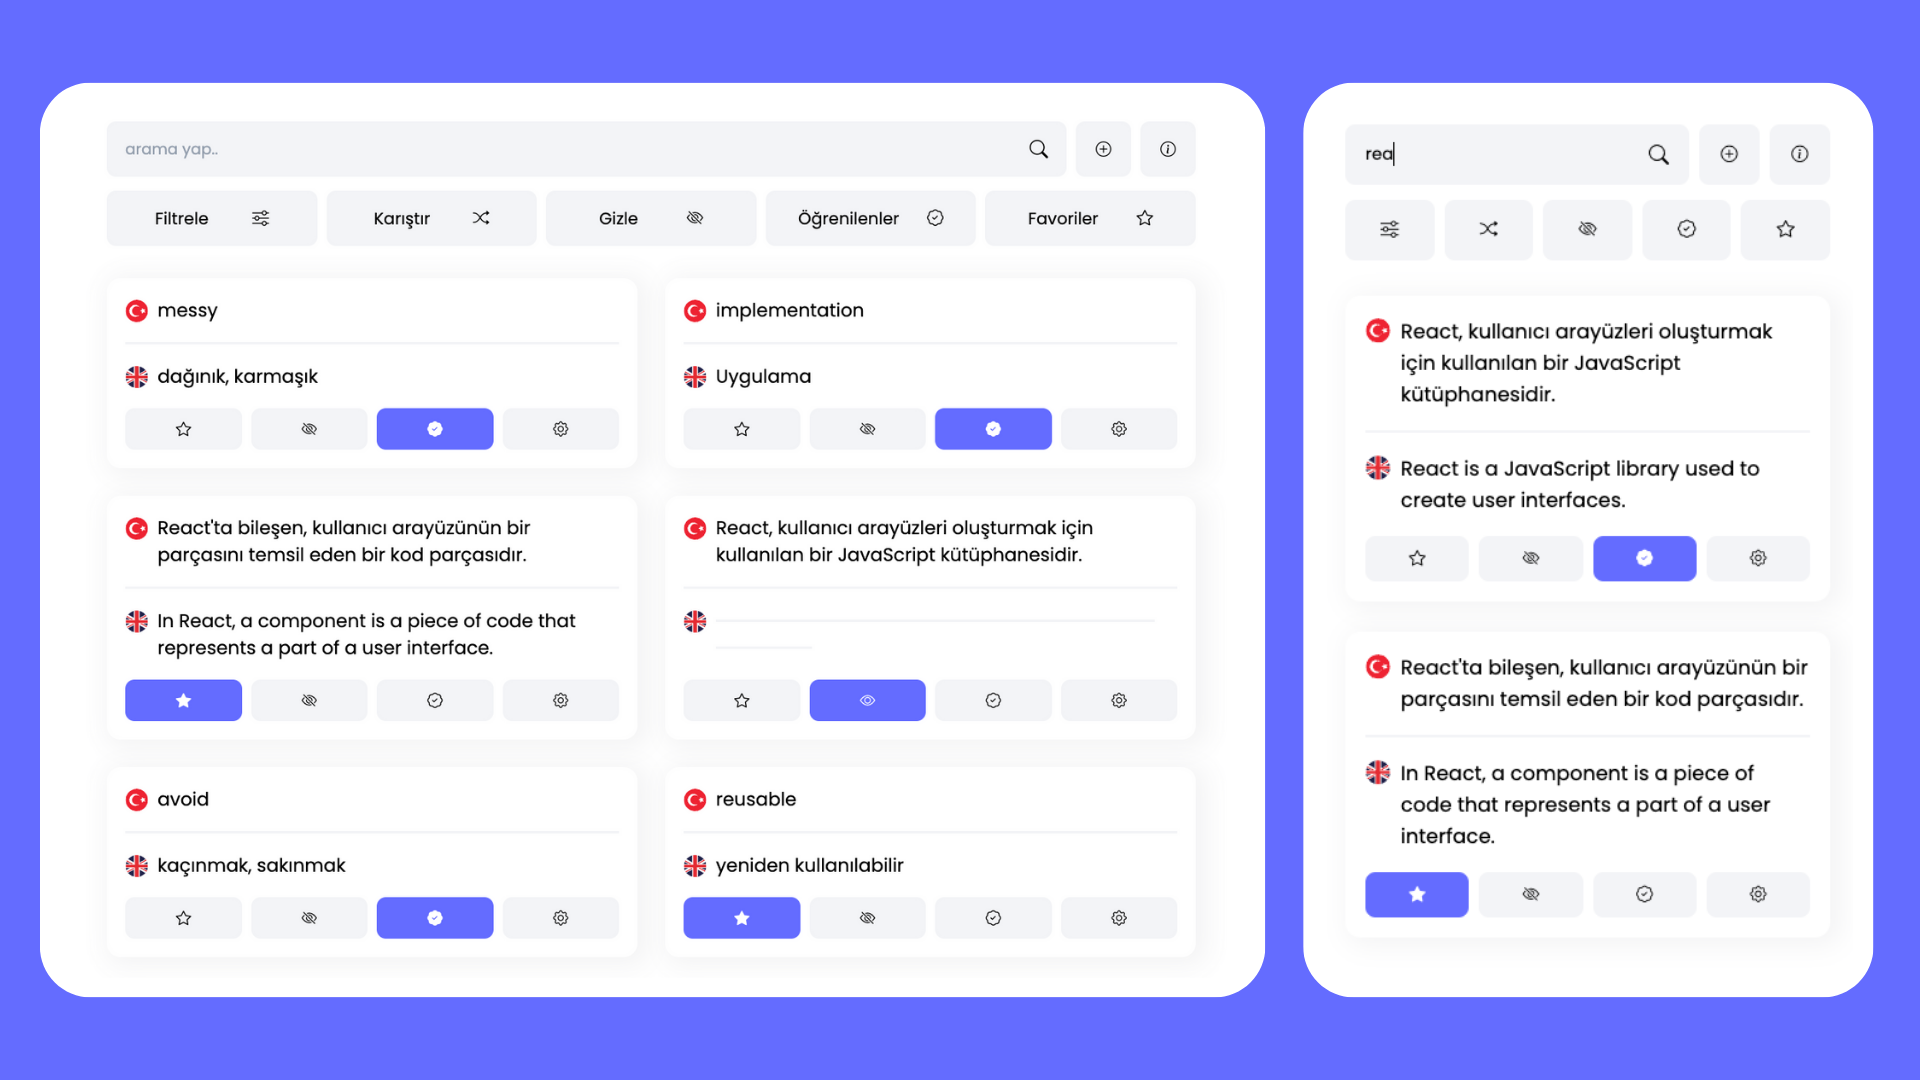 arama yap..
Filtrele
Karıştır
Gizle
Öğrenilenler
Favoriler
messy
dağınık, karmaşık
implementation
Uygulama
React'ta bileşen, kullanıcı arayüzünün bir
parçasını temsil eden bir kod parçasıdır.
In React, a component is a piece of code that
represents a part of a user interface.
React, kullanıcı arayüzleri oluşturmak için
kullanılan bir JavaScript kütüphanesidir.
avoid
kaçınmak, sakınmak
reusable
yeniden kullanılabilir
rea
React, kullanıcı arayüzleri oluşturmak
için kullanılan bir JavaScript
kütüphanesidir.
React is a JavaScript library used to
create user interfaces.
React'ta bileşen, kullanıcı arayüzünün bir
parçasını temsil eden bir kod parçasıdır.
In React, a component is a piece of
code that represents a part of a user
interface.